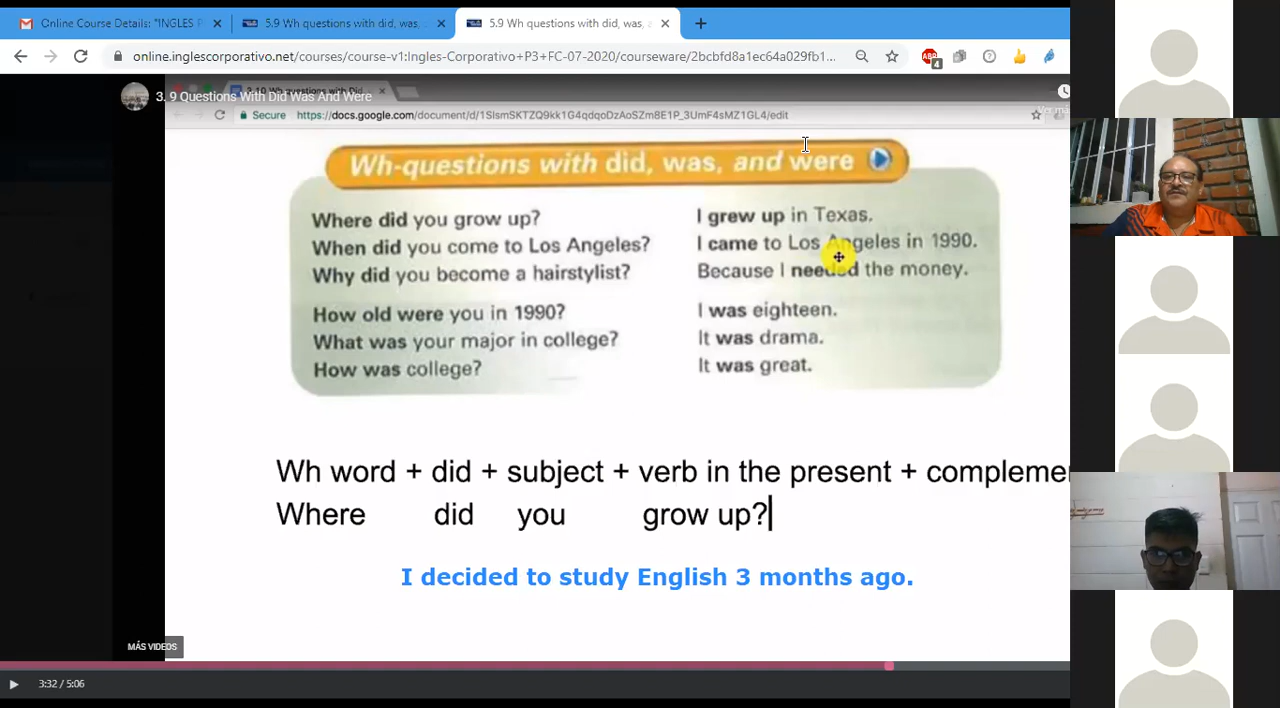 Online Course Details: "INGLES P
5.9 Wh questions with did, was,
5.9 Wh questions with did, was, a
online.inglescorporativo.net/courses/course-v1:Ingles-Corporativo+P3+FC-07-2020/courseware/2bcbfd8a1ec64a029fb1...
ABP
4
3. 9 Questions With Did Was And Were
Secure https://docs.google.com/document/d/1SlsmSKTZQ9kk1G4qdqoDzAoSZm8E1P_3UmF4sMZ1GL4/edit
Wh-questions with did, was, and were
Where did you grow up? I grew up in Texas.
When did you come to Los Angeles? I came to Los Angeles in 1990.
Why did you become a hairstylist? Because I needed the money.
How old were you in 1990? I was eighteen.
What was your major in college? It was drama.
How was college? It was great.
Wh word + did + subject + verb in the present + complemen
Where did you grow up?
I decided to study English 3 months ago.
MÁS VIDEOS
3:32 / 5:06